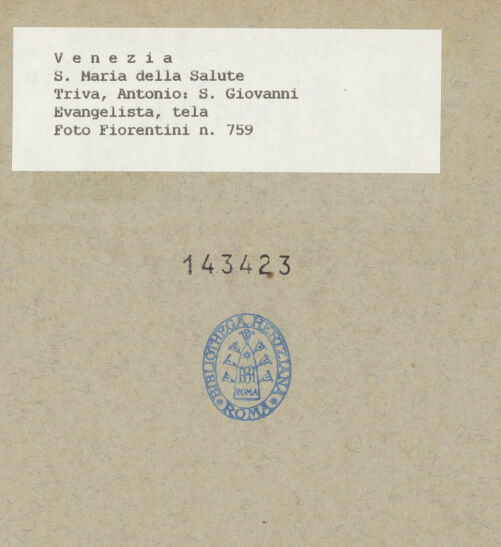 V e n e z i a
S. Maria della Salute
Triva, Antonio: S. Giovanni
Evangelista, tela
Foto Fiorentini n. 759
143423
BIBLIOTHECA HERTZIANA
ROMA
ROMA